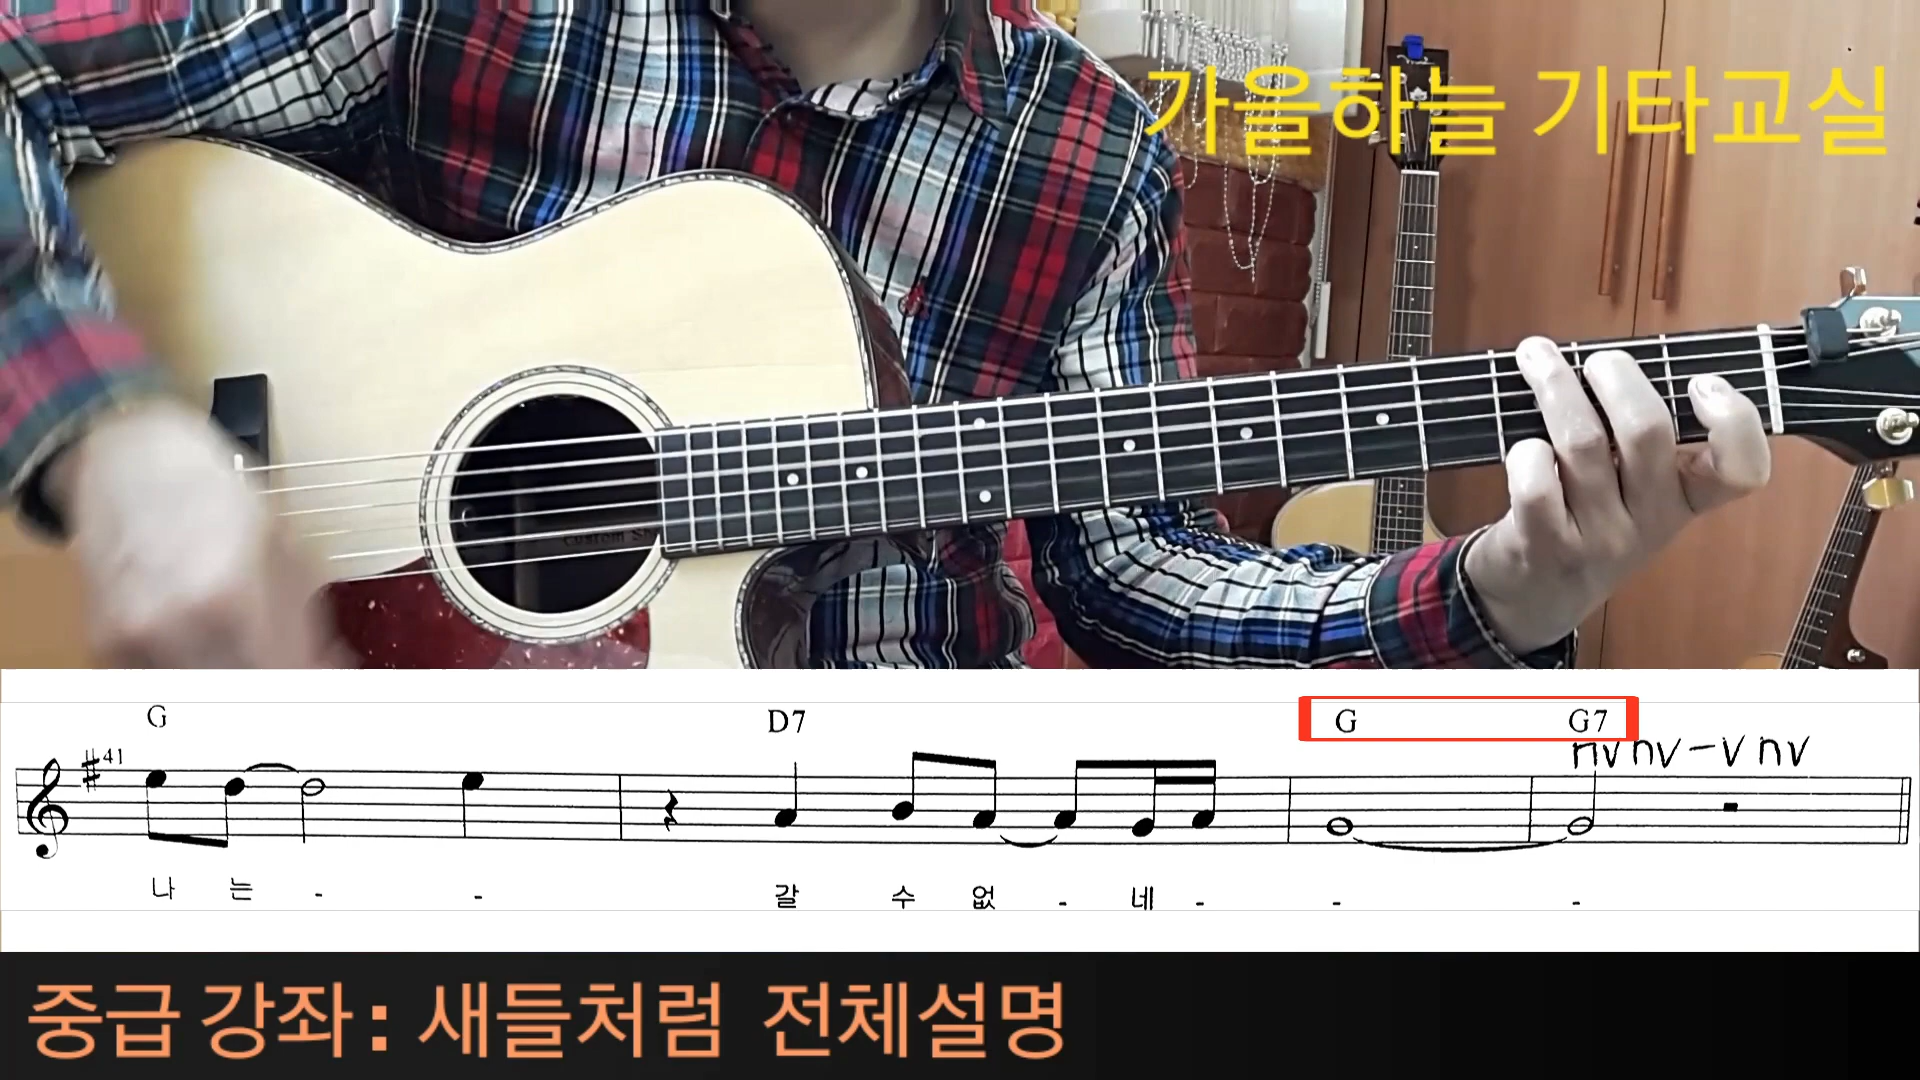 가을하늘 기타교실
Custom
G D7 G G7
41
나 는 - - 갈 수 없 - 네 - - -
중급 강좌 : 새들처럼 전체설명